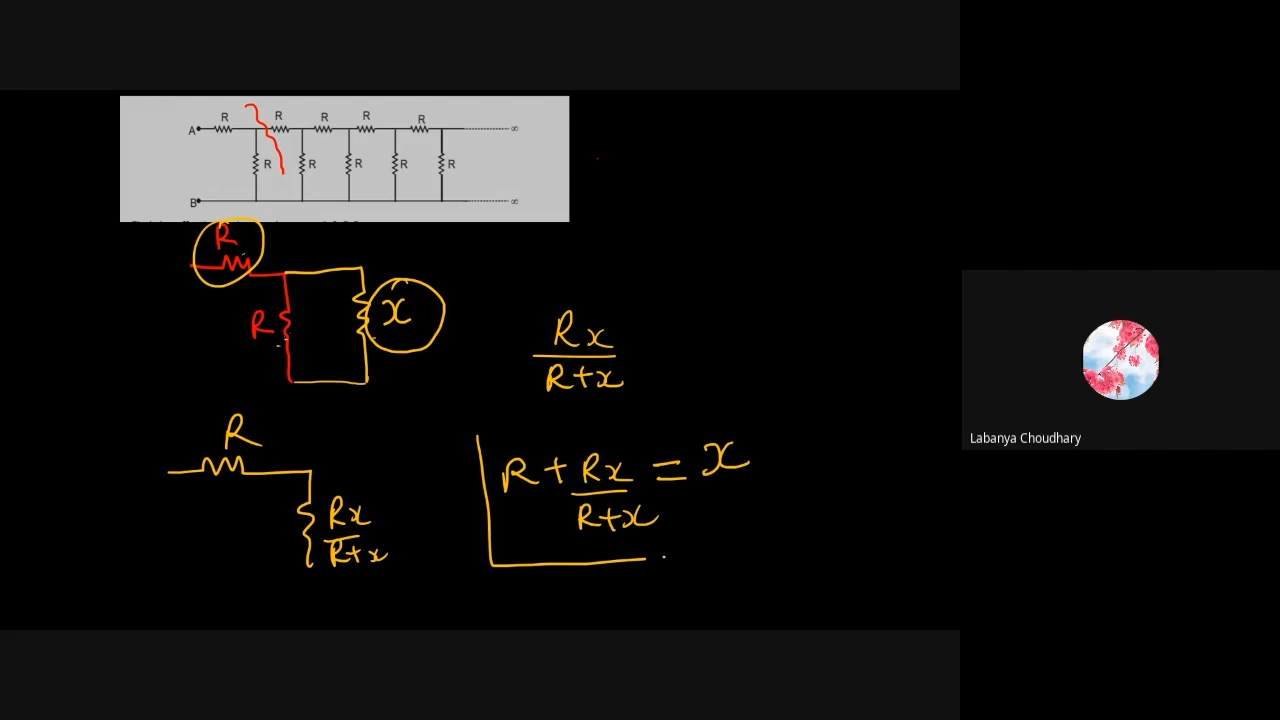 R R R R R
A ∞
R R R R R
B ∞
R
R x
Rx
R+x
R
Rx
R+x
R + Rx = x
R+x
Labanya Choudhary